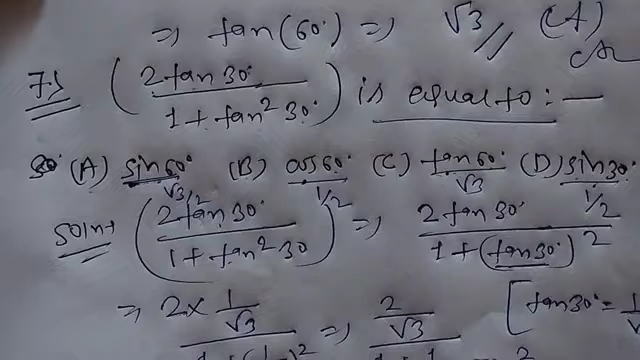 => tan(60°) => √3 // (A)
7.) (2 tan 30° / 1 + tan² 30°) is equal to : —
(A) sin 60° (B) cos 60° (C) tan 60° (D) sin 30°
√3/2 1/2 √3 1/2
Soln→ (2 tan 30° / 1 + tan² 30)² => 2 tan 30° / 1 + (tan 30°)²
=> 2 × 1/√3 => 2/√3 [tan 30° = 1/√